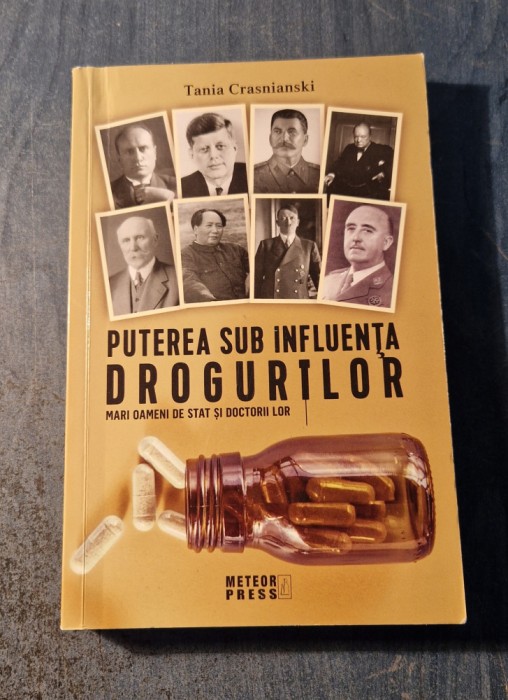 Tania Crasnianski
PUTEREA SUB iNFLUENȚA
DROGURILOR
MARI OAMENI DE STAT ȘI DOCTORII LOR
METEOR
PRESS